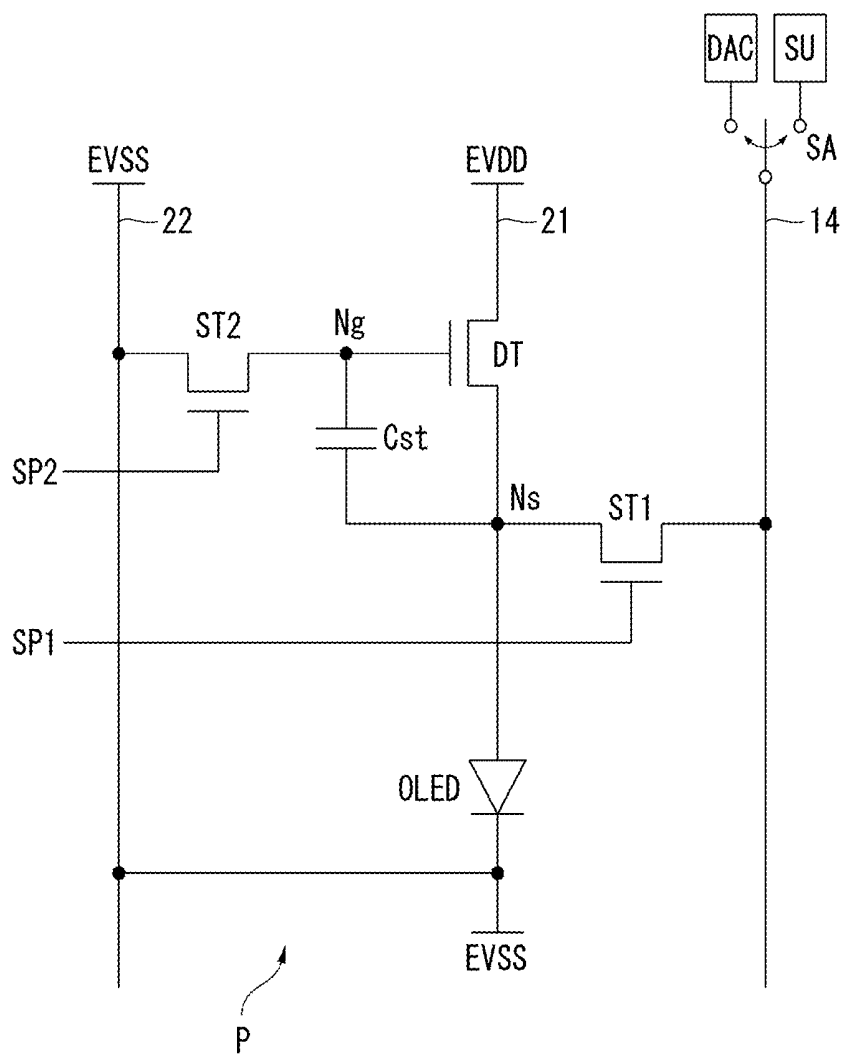 DAC SU
SA
EVSS EVDD
22 21 14
ST2 Ng DT
Cst
SP2
Ns ST1
SP1
OLED
EVSS
P